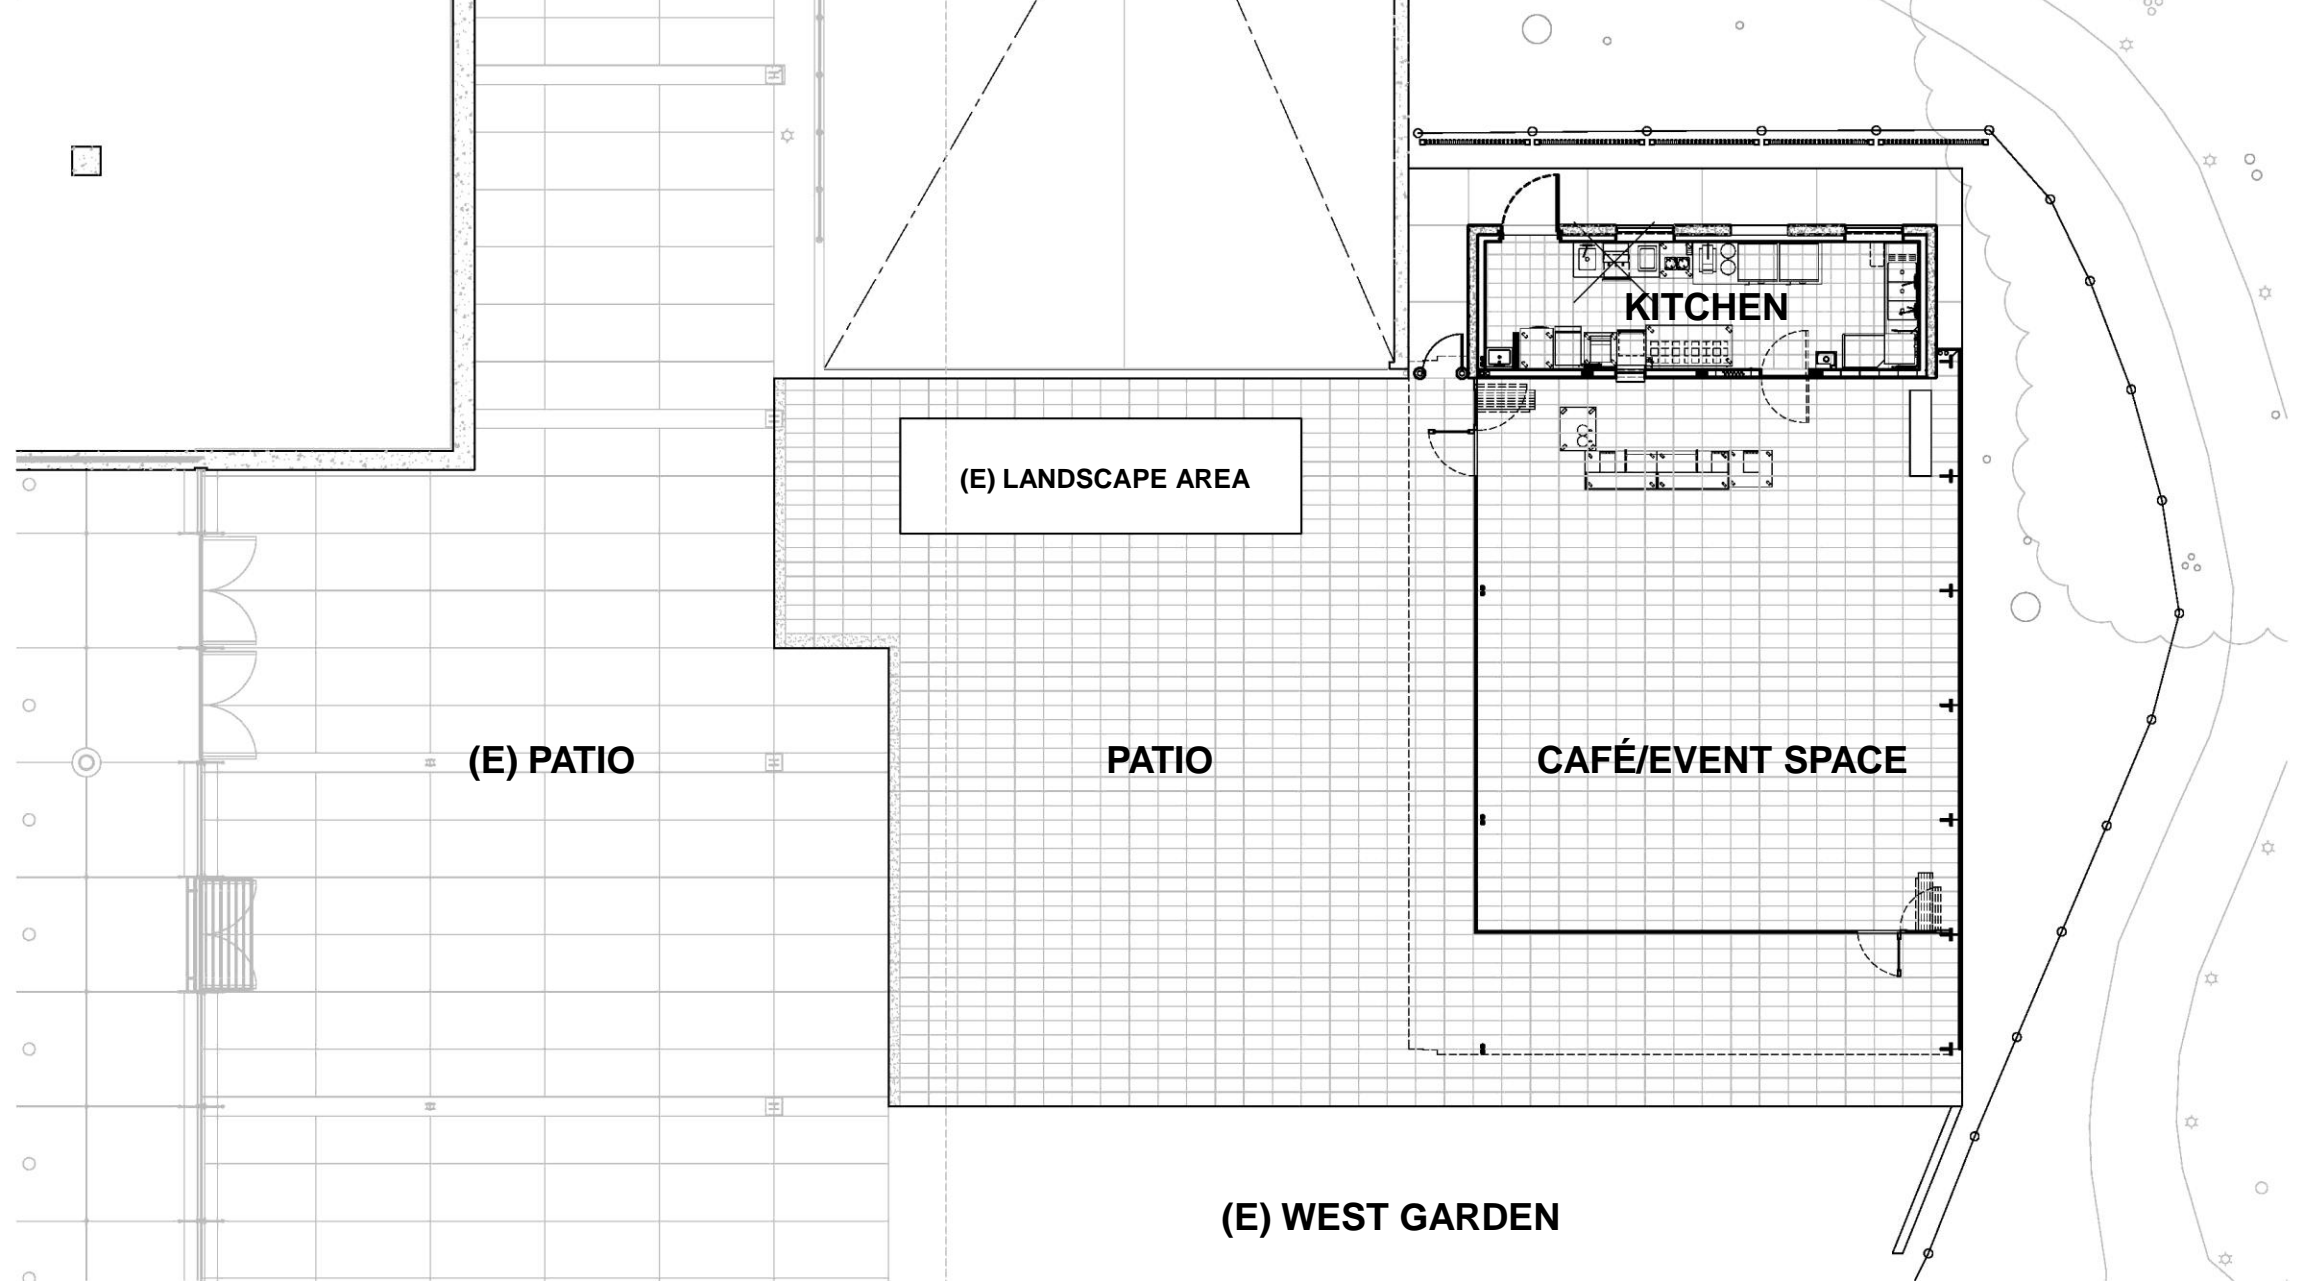 KITCHEN
(E) LANDSCAPE AREA
(E) PATIO
PATIO
CAFÉ/EVENT SPACE
(E) WEST GARDEN